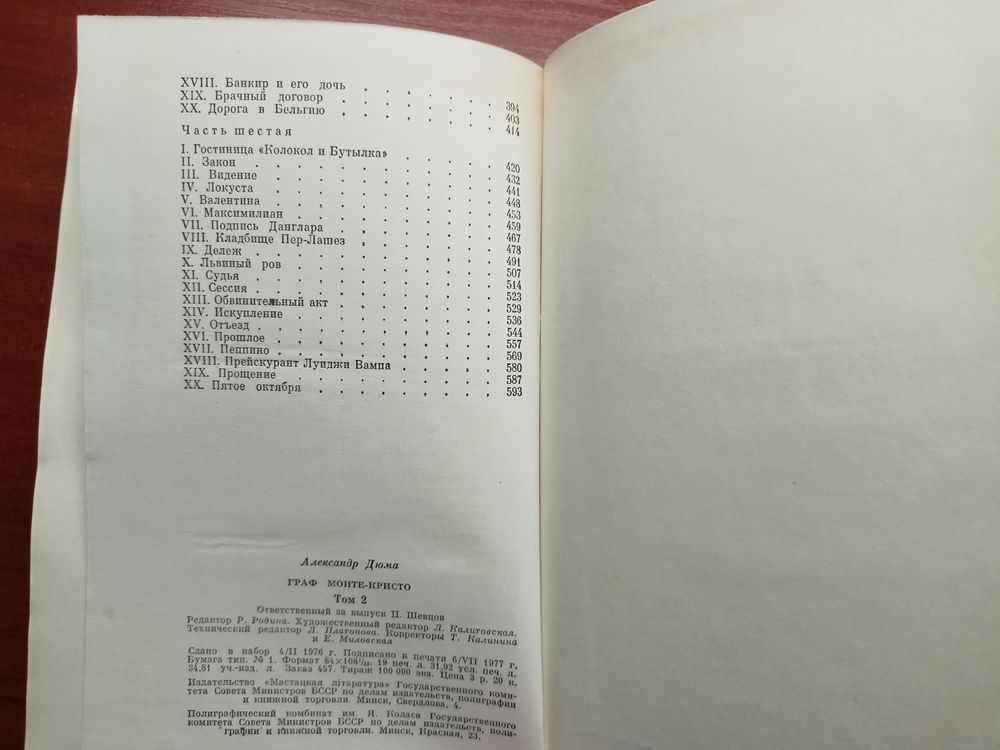 XVIII. Банкир и его дочь . . . . . . 394
XIX. Брачный договор . . . . . . . 403
XX. Дорога в Бельгию . . . . . . . 414
Часть шестая
I. Гостиница «Колокол и Бутылка» . . . . . 420
II. Закон . . . . . . . . . . . 432
III. Видение . . . . . . . . . . 441
IV. Локуста . . . . . . . . . . 448
V. Валентина . . . . . . . . . . 453
VI. Максимилиан . . . . . . . . . 459
VII. Подпись Данглара . . . . . . . 467
VIII. Кладбище Пер-Лашез . . . . . . 478
IX. Дележ . . . . . . . . . . . 491
X. Львиный ров . . . . . . . . . 507
XI. Судья . . . . . . . . . . . 514
XII. Сессия . . . . . . . . . . . 523
XIII. Обвинительный акт . . . . . . . 529
XIV. Искупление . . . . . . . . . 536
XV. Отъезд . . . . . . . . . . . 544
XVI. Прошлое . . . . . . . . . . 557
XVII. Пеппино . . . . . . . . . . 569
XVIII. Прейскурант Луиджи Вампа . . . . . 580
XIX. Прощение . . . . . . . . . . 587
XX. Пятое октября . . . . . . . . 593
Александр Дюма
ГРАФ МОНТЕ-КРИСТО
Том 2
Ответственный за выпуск П. Шевцов
Редактор Р. Родина. Художественный редактор Л. Калитовская.
Технический редактор Л. Платонова. Корректоры Т. Калинина
и Е. Миловская
Сдано в набор 4/II 1976 г. Подписано к печати 6/VII 1977 г.
Бумага тип. № 1. Формат 84×108¹/₃₂. 19 печ. л. 31,92 усл. печ. л.
34,81 уч.-изд. л. Заказ 457. Тираж 100 000 экз. Цена 3 р. 20 к.
Издательство «Мастацкая літаратура» Государственного коми-
тета Совета Министров БССР по делам издательств, полиграфии
и книжной торговли. Минск, Свердлова, 4.
Полиграфический комбинат им. Я. Коласа Государственного
комитета Совета Министров БССР по делам издательств, поли-
графии и книжной торговли. Минск, Красная, 23.